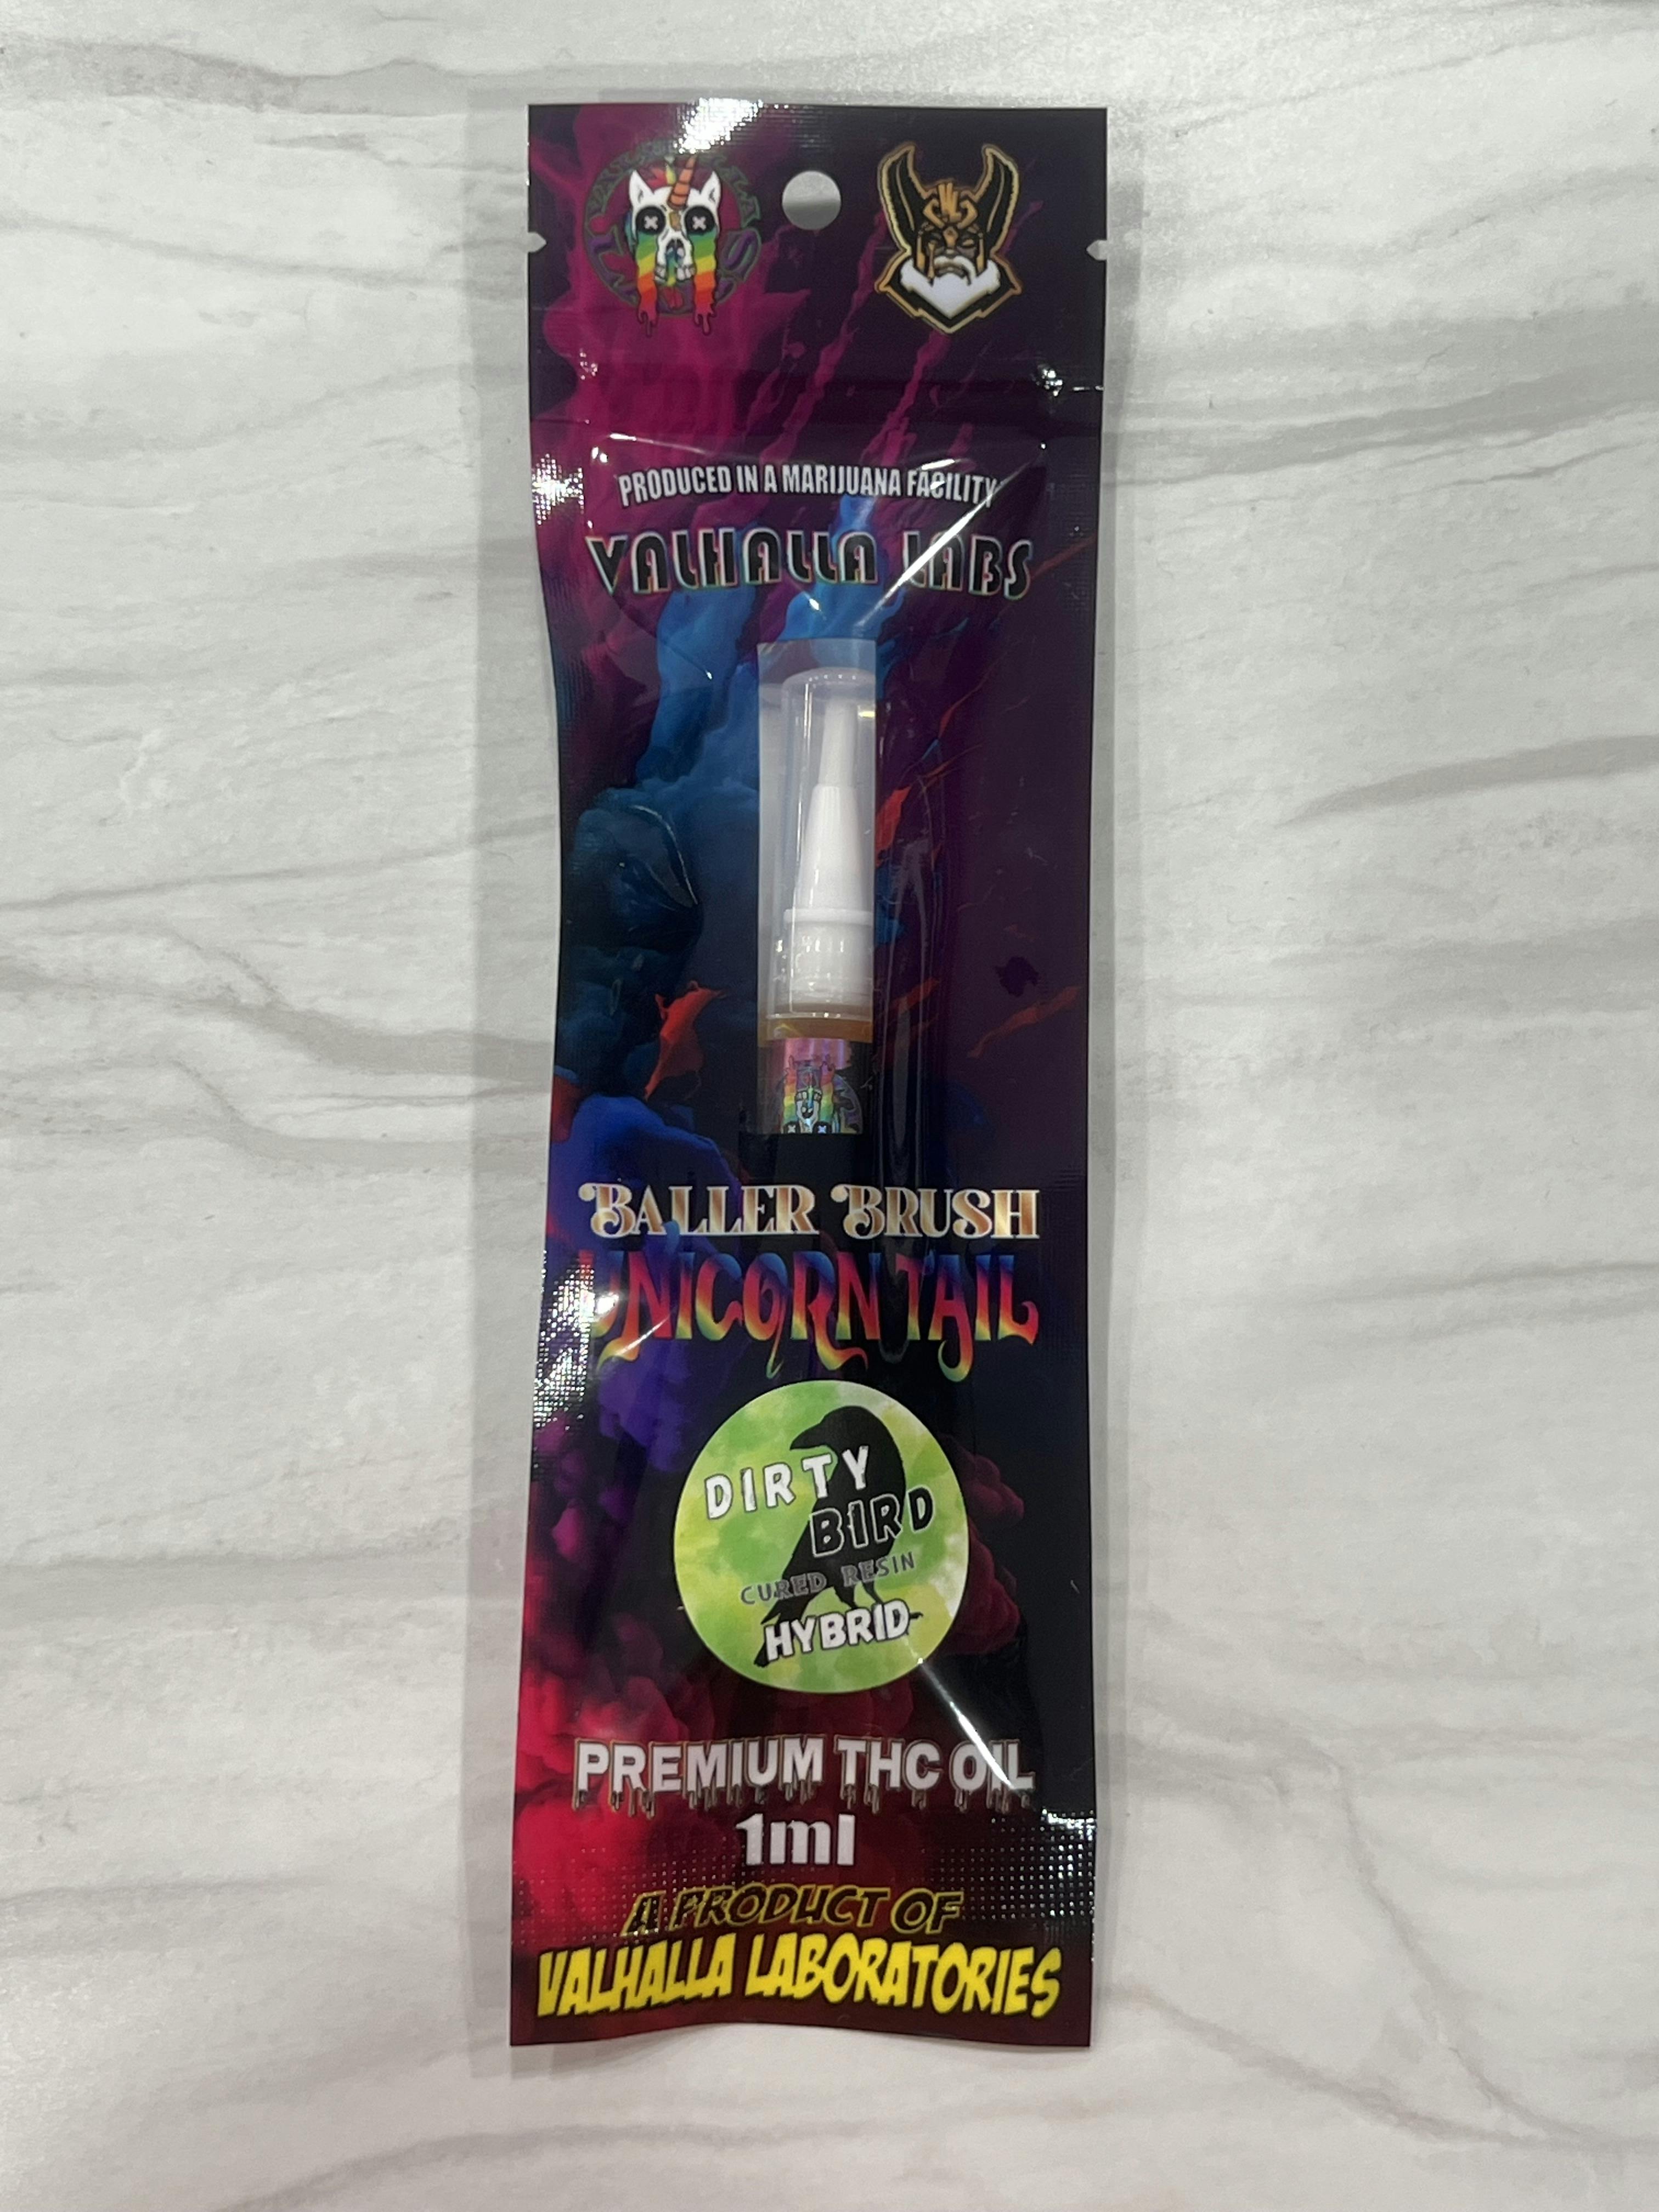 PRODUCED IN A MARIJUANA FACILITY
VALHALLA LABS
BALLER BRUSH
UNICORN TAIL
DIRTY
BIRD
CURED RESIN
HYBRID
PREMIUM THC OIL
1ml
A PRODUCT OF
VALHALLA LABORATORIES